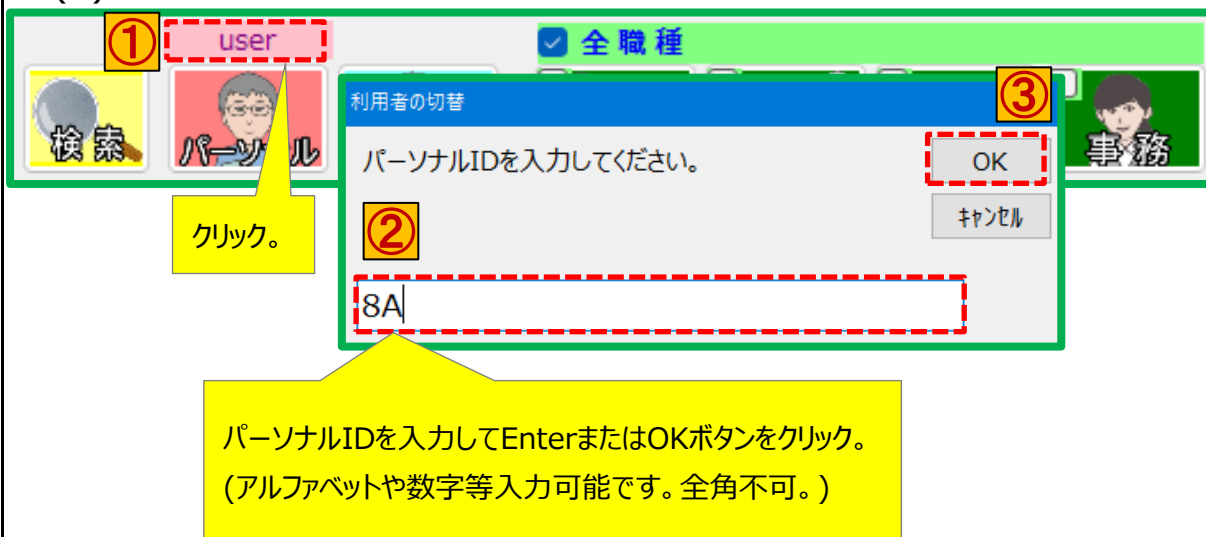 ① user
☑ 全職種
検索
パーソナル
事務
利用者の切替
③
パーソナルIDを入力してください。
OK
ｷｬﾝｾﾙ
クリック。
②
8A
パーソナルIDを入力してEnterまたはOKボタンをクリック。
(アルファベットや数字等入力可能です。全角不可。)